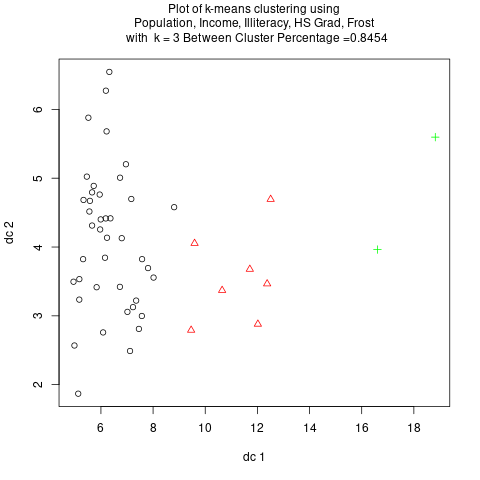 Plot of k-means clustering using
Population, Income, Illiteracy, HS Grad, Frost
with k = 3 Between Cluster Percentage =0.8454
6
5
4
3
2
dc 2
6 8 10 12 14 16 18
dc 1